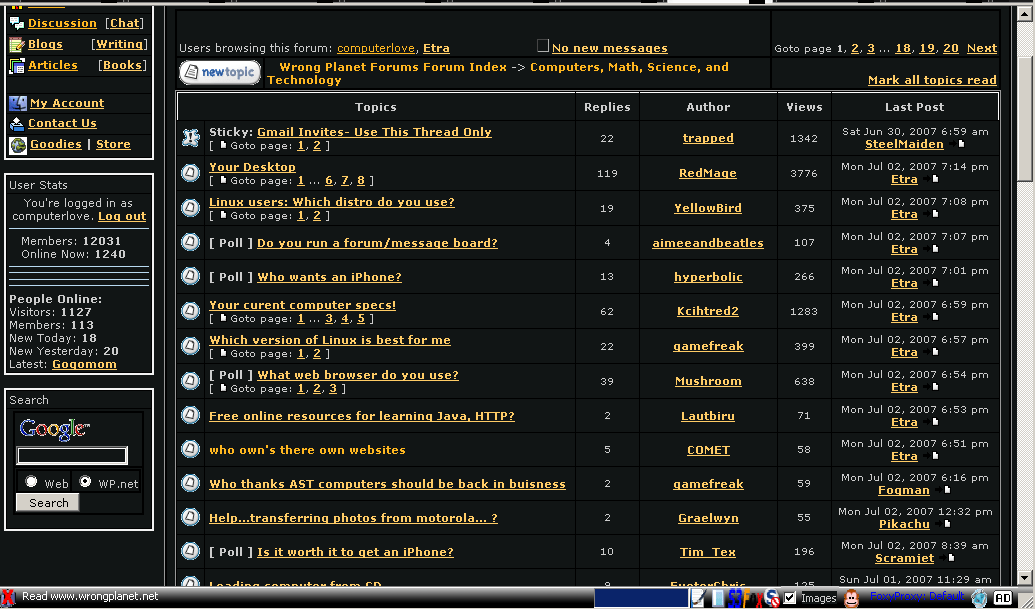 Discussion [Chat]
Blogs [Writing]
Articles [Books]
My Account
Contact Us
Goodies | Store
User Stats
You're logged in as
computerlove. Log out
Members: 12031
Online Now: 1240
People Online:
Visitors: 1127
Members: 113
New Today: 18
New Yesterday: 20
Latest: Gogomom
Search
Google
Web WP.net
Search
Users browsing this forum: computerlove, Etra
No new messages
Goto page 1, 2, 3 ... 18, 19, 20 Next
newtopic
Wrong Planet Forums Forum Index -> Computers, Math, Science, and
Technology
Mark all topics read
Topics Replies Author Views Last Post
Sticky: Gmail Invites- Use This Thread Only 22 trapped 1342 Sat Jun 30, 2007 6:59 am
[ Goto page: 1, 2 ] SteelMaiden
Your Desktop 119 RedMage 3776 Mon Jul 02, 2007 7:14 pm
[ Goto page: 1 ... 6, 7, 8 ] Etra
Linux users: Which distro do you use? 19 YellowBird 375 Mon Jul 02, 2007 7:08 pm
[ Goto page: 1, 2 ] Etra
[ Poll ] Do you run a forum/message board? 4 aimeeandbeatles 107 Mon Jul 02, 2007 7:07 pm
Etra
[ Poll ] Who wants an iPhone? 13 hyperbolic 266 Mon Jul 02, 2007 7:01 pm
Etra
Your curent computer specs! 62 Kcihtred2 1283 Mon Jul 02, 2007 6:59 pm
[ Goto page: 1 ... 3, 4, 5 ] Etra
Which version of Linux is best for me 22 gamefreak 399 Mon Jul 02, 2007 6:57 pm
[ Goto page: 1, 2 ] Etra
[ Poll ] What web browser do you use? 39 Mushroom 638 Mon Jul 02, 2007 6:54 pm
[ Goto page: 1, 2, 3 ] Etra
Free online resources for learning Java, HTTP? 2 Lautbiru 71 Mon Jul 02, 2007 6:53 pm
Etra
who own's there own websites 5 COMET 58 Mon Jul 02, 2007 6:51 pm
Etra
Who thanks AST computers should be back in buisness 2 gamefreak 59 Mon Jul 02, 2007 6:16 pm
Fogman
Help...transferring photos from motorola... ? 2 Graelwyn 55 Mon Jul 02, 2007 12:32 pm
Pikachu
[ Poll ] Is it worth it to get an iPhone? 10 Tim_Tex 196 Mon Jul 02, 2007 8:39 am
Scramjet
Loading computer from CD 9 125 Sun Jul 01, 2007 11:29 am
Read www.wrongplanet.net
Images
FoxyProxy: Default
AD